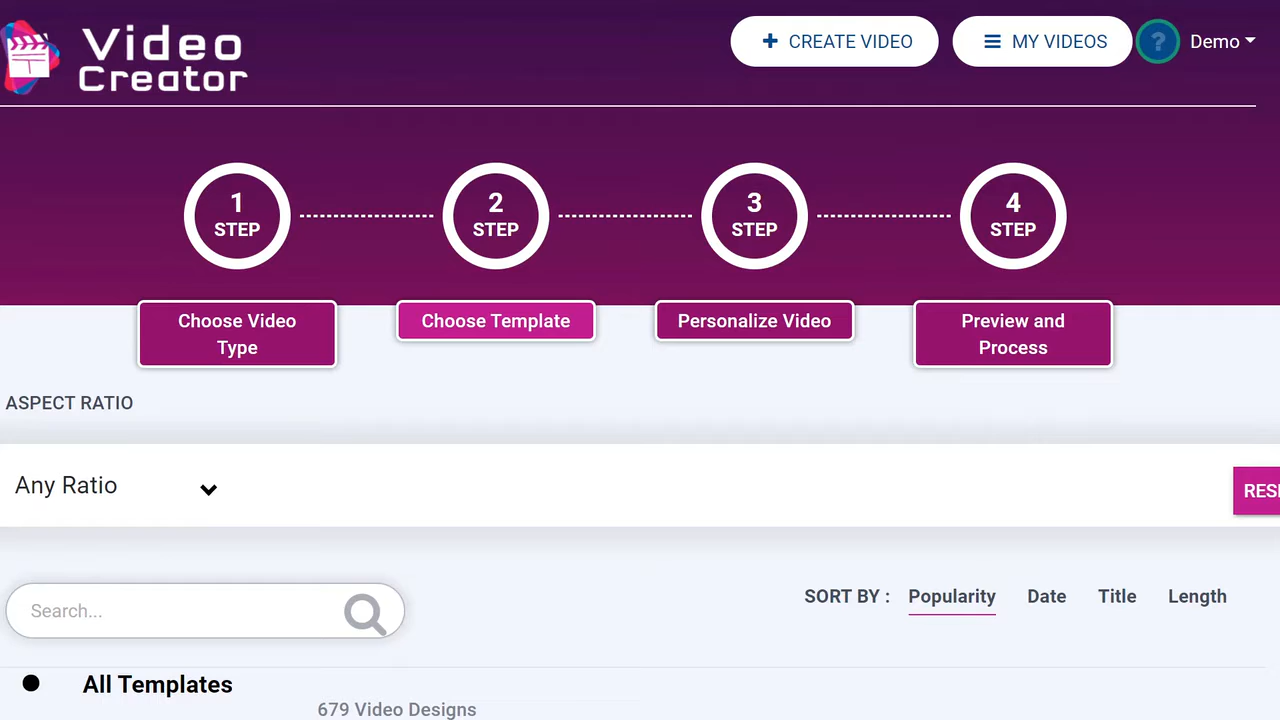 Video
Creator
CREATE VIDEO
MY VIDEOS
?
Demo
1
STEP
2
STEP
3
STEP
4
STEP
Choose Video
Type
Choose Template
Personalize Video
Preview and
Process
ASPECT RATIO
Any Ratio
Search...
SORT BY : Popularity Date Title Length
All Templates
679 Video Designs